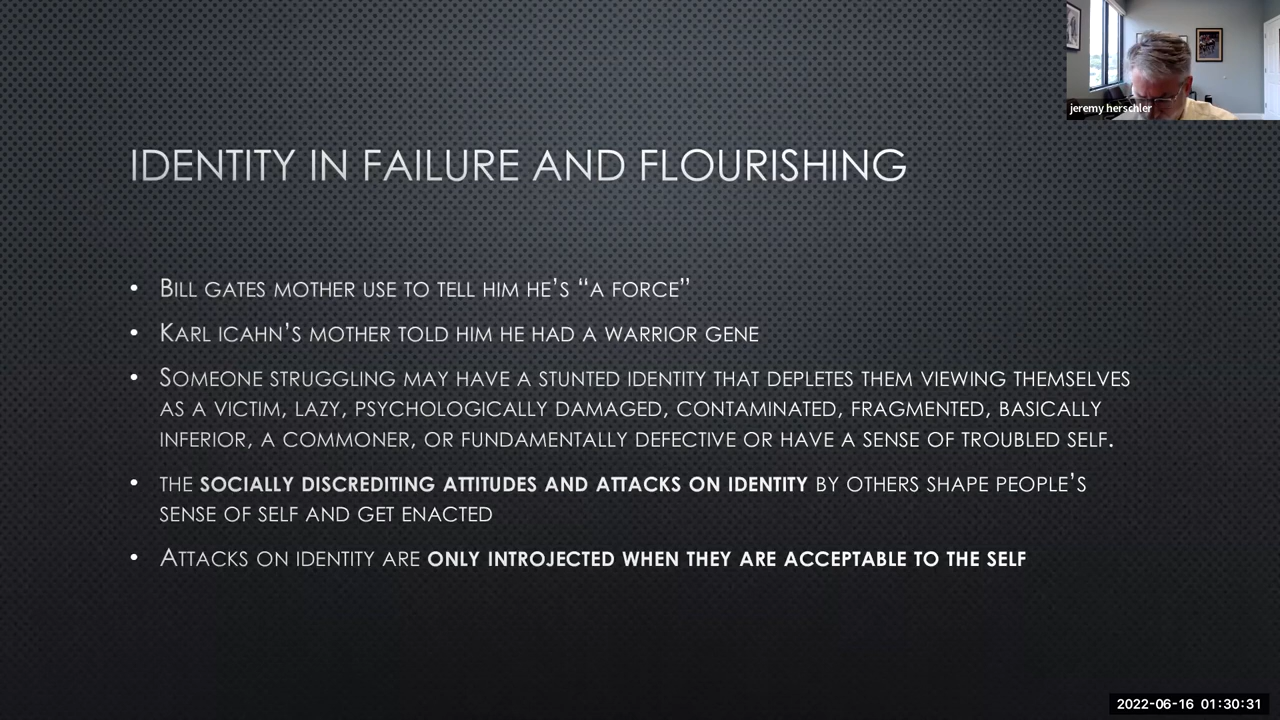 jeremy herschler
IDENTITY IN FAILURE AND FLOURISHING
• BILL GATES MOTHER USE TO TELL HIM HE’S “A FORCE”
• KARL ICAHN’S MOTHER TOLD HIM HE HAD A WARRIOR GENE
• SOMEONE STRUGGLING MAY HAVE A STUNTED IDENTITY THAT DEPLETES THEM VIEWING THEMSELVES
AS A VICTIM, LAZY, PSYCHOLOGICALLY DAMAGED, CONTAMINATED, FRAGMENTED, BASICALLY
INFERIOR, A COMMONER, OR FUNDAMENTALLY DEFECTIVE OR HAVE A SENSE OF TROUBLED SELF.
• THE SOCIALLY DISCREDITING ATTITUDES AND ATTACKS ON IDENTITY BY OTHERS SHAPE PEOPLE’S
SENSE OF SELF AND GET ENACTED
• ATTACKS ON IDENTITY ARE ONLY INTROJECTED WHEN THEY ARE ACCEPTABLE TO THE SELF
2022-06-16 01:30:31